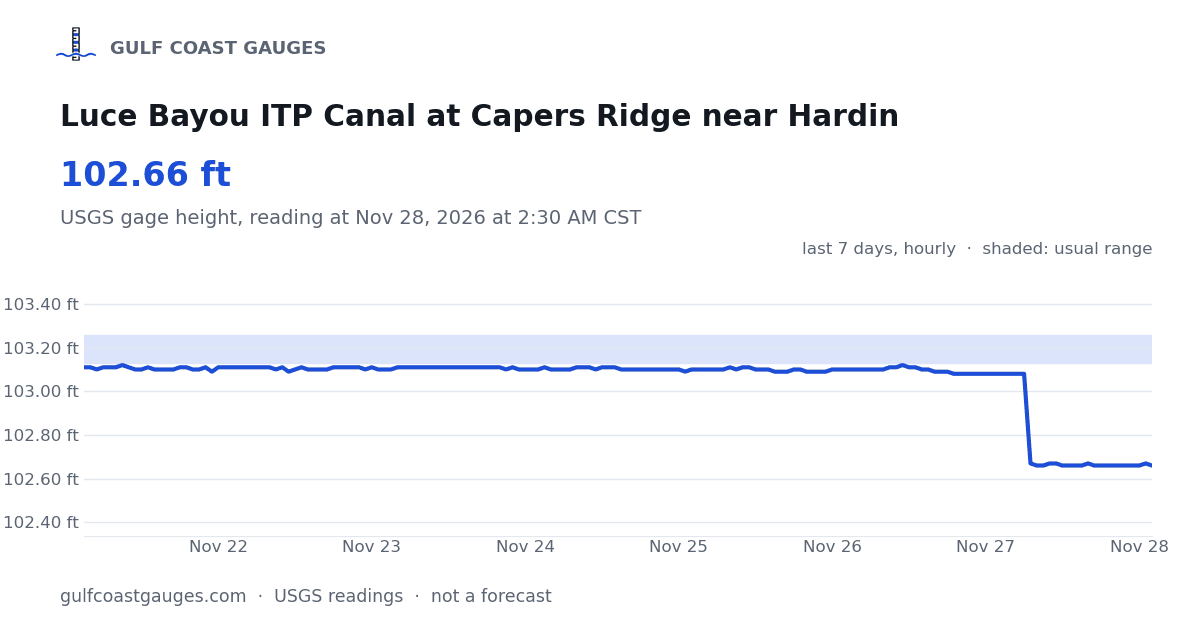 GULF COAST GAUGES
Luce Bayou ITP Canal at Capers Ridge near Hardin
102.66 ft
USGS gage height, reading at Nov 28, 2026 at 2:30 AM CST
last 7 days, hourly · shaded: usual range
103.40 ft
103.20 ft
103.00 ft
102.80 ft
102.60 ft
102.40 ft
Nov 22 Nov 23 Nov 24 Nov 25 Nov 26 Nov 27 Nov 28
gulfcoastgauges.com · USGS readings · not a forecast